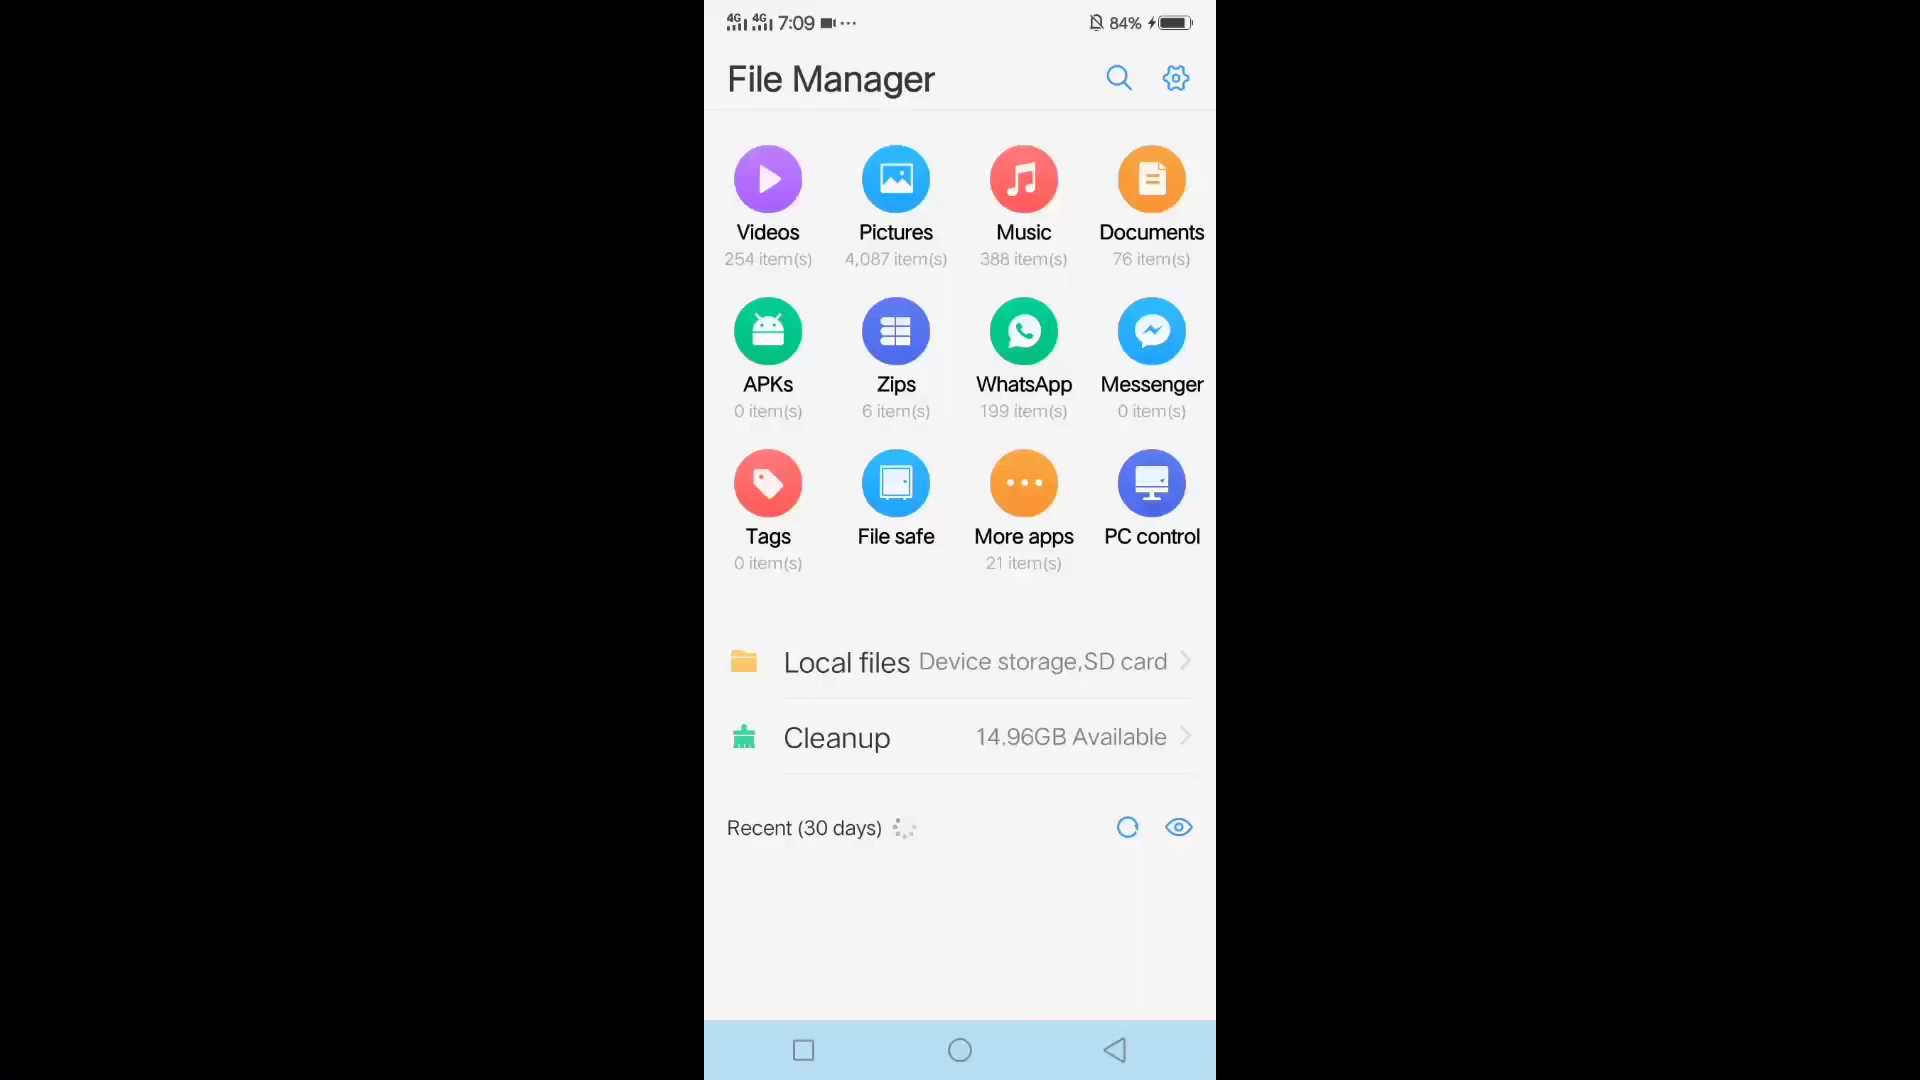 4G 4G 7:09 ... 84%
File Manager
Videos Pictures Music Documents
254 item(s) 4,087 item(s) 388 item(s) 76 item(s)
APKs Zips WhatsApp Messenger
0 item(s) 6 item(s) 199 item(s) 0 item(s)
Tags File safe More apps PC control
0 item(s) 21 item(s)
Local files Device storage,SD card
Cleanup 14.96GB Available
Recent (30 days)